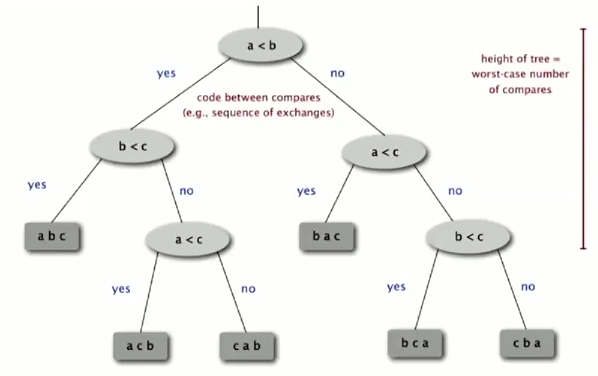 a < b
height of tree =
worst-case number
of compares
yes
no
code between compares
(e.g., sequence of exchanges)
b < c
a < c
yes
no
yes
no
a b c
a < c
b a c
b < c
yes
no
yes
no
a c b
c a b
b c a
c b a